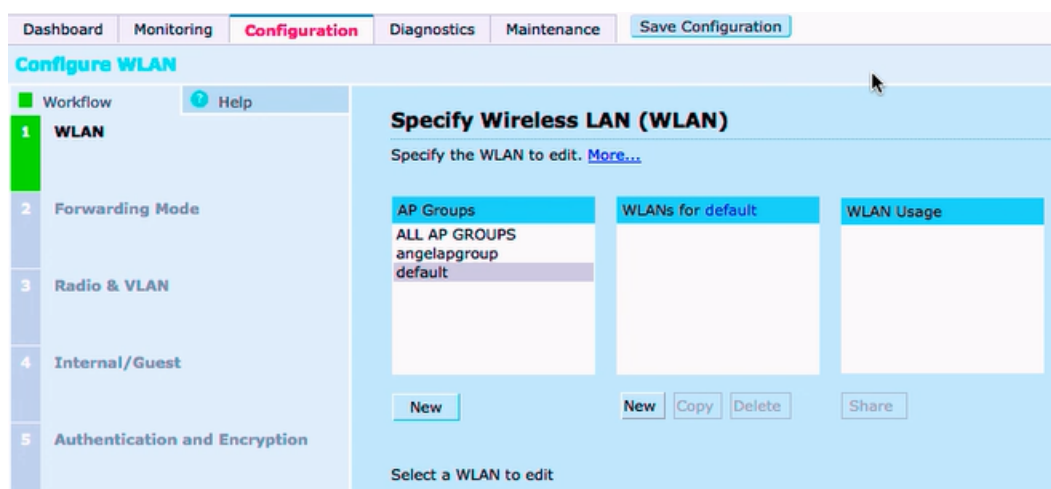 Dashboard Monitoring Configuration Diagnostics Maintenance Save Configuration
Configure WLAN
Workflow ? Help
1 WLAN
2 Forwarding Mode
3 Radio & VLAN
4 Internal/Guest
5 Authentication and Encryption
Specify Wireless LAN (WLAN)
Specify the WLAN to edit. More...
AP Groups
ALL AP GROUPS
angelapgroup
default
New
WLANs for default
New Copy Delete
WLAN Usage
Share
Select a WLAN to edit